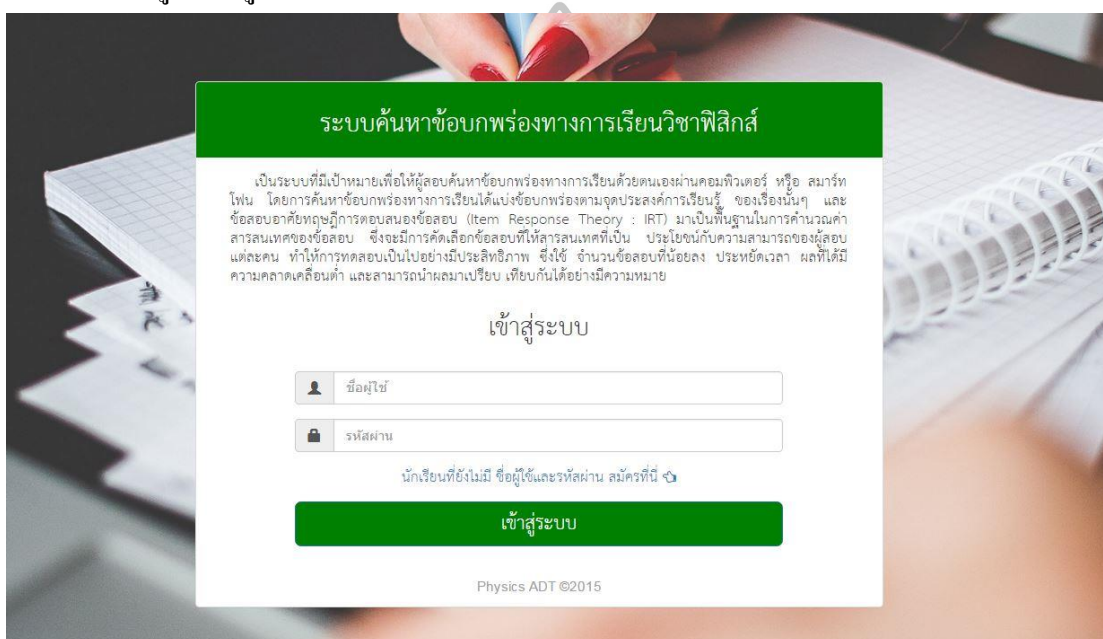 ระบบค้นหาข้อบกพร่องทางการเรียนวิชาฟิสิกส์
เป็นระบบที่มีเป้าหมายเพื่อให้ผู้สอบค้นหาข้อบกพร่องทางการเรียนด้วยตนเองผ่านคอมพิวเตอร์ หรือ สมาร์ท
โฟน โดยการค้นหาข้อบกพร่องทางการเรียนได้แบ่งข้อบกพร่องตามจุดประสงค์การเรียนรู้ ของเรื่องนั้นๆ และ
ข้อสอบอาศัยทฤษฎีการตอบสนองข้อสอบ (Item Response Theory : IRT) มาเป็นพื้นฐานในการคำนวณค่า
สารสนเทศของข้อสอบ ซึ่งจะมีการคัดเลือกข้อสอบที่ให้สารสนเทศที่เป็น ประโยชน์กับความสามารถของผู้สอบ
แต่ละคน ทำให้การทดสอบเป็นไปอย่างมีประสิทธิภาพ ซึ่งใช้ จำนวนข้อสอบที่น้อยลง ประหยัดเวลา ผลที่ได้มี
ความคลาดเคลื่อนต่ำ และสามารถนำผลมาเปรียบ เทียบกันได้อย่างมีความหมาย
เข้าสู่ระบบ
ชื่อผู้ใช้
รหัสผ่าน
นักเรียนที่ยังไม่มี ชื่อผู้ใช้และรหัสผ่าน สมัครที่นี่
เข้าสู่ระบบ
Physics ADT ©2015